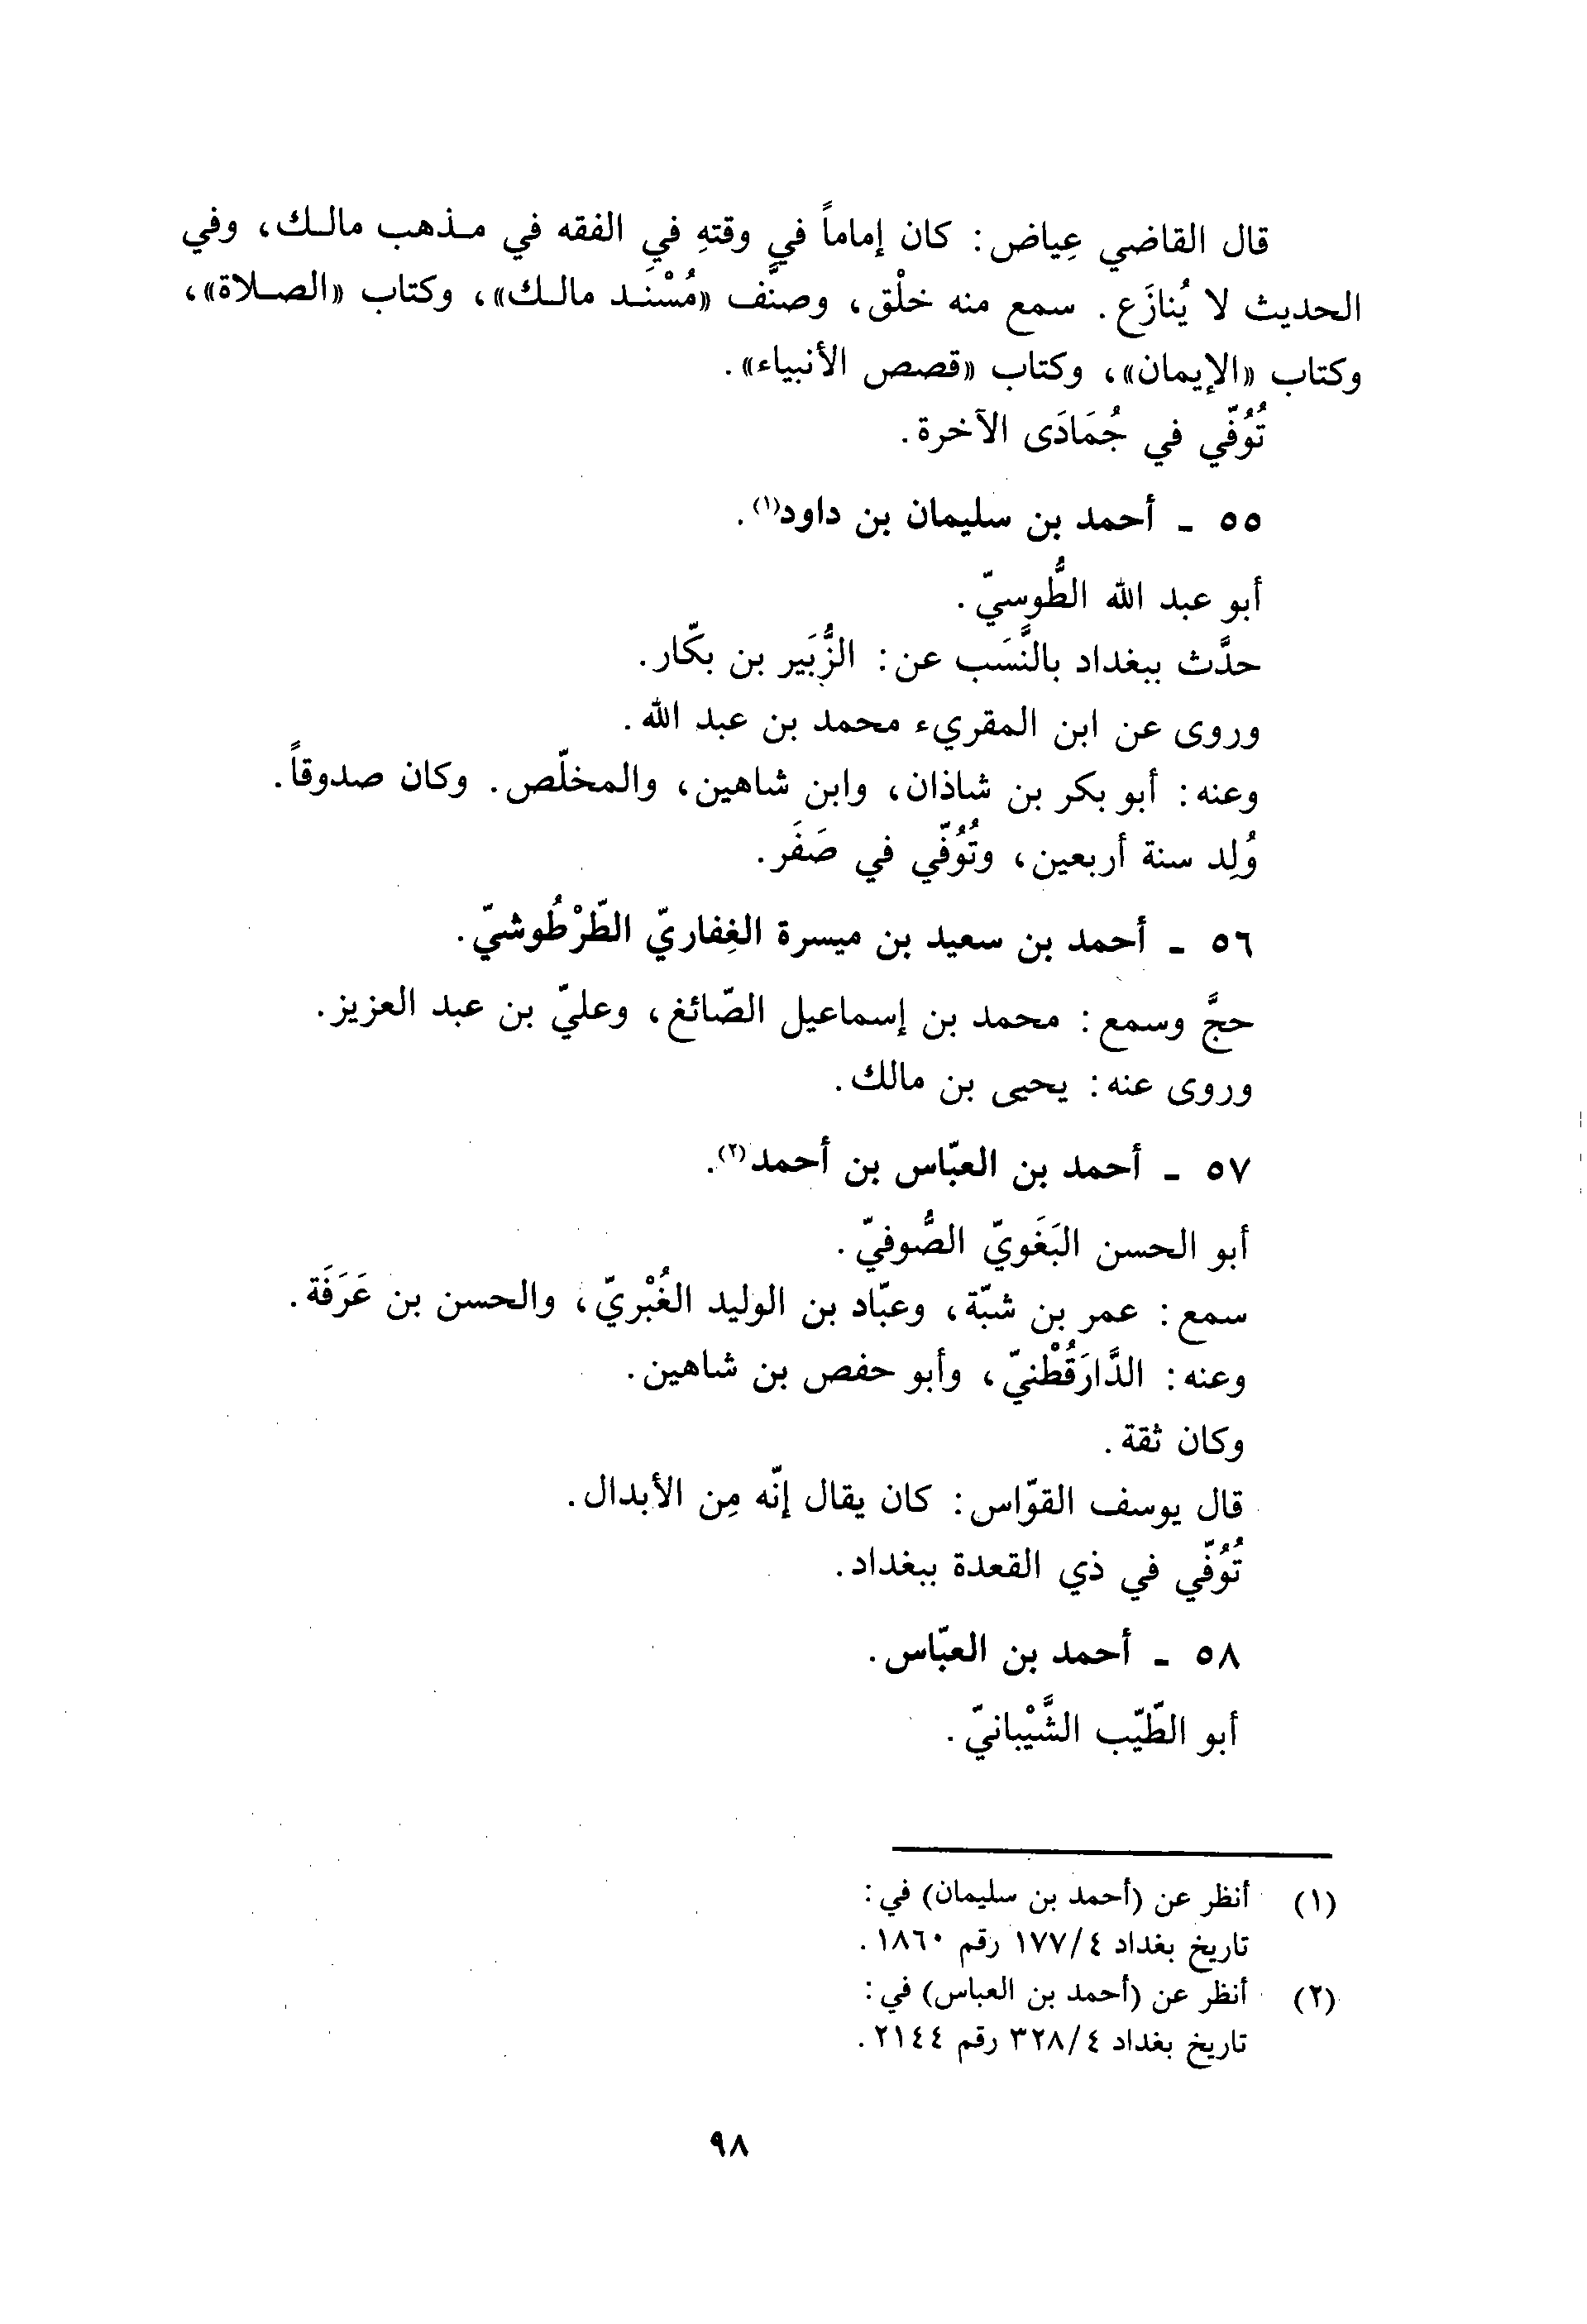 قال القاضي عِياض: كان إماماً في وقتهِ في الفقه في مـذهب مالـك، وفي
الحديث لا يُنازَع. سمع منه خلْق، وصنَّف «مُسْنَـد مالـك»، وكتاب «الصـلاة»،
وكتاب «الإيمان»، وكتاب «قصص الأنبياء».
تُوُفّي في جُمَادَى الآخرة.
٥٥ - أحمد بن سليمان بن داود(١).
أبو عبد الله الطُّوسيّ.
حدَّث ببغداد بالنَّسَب عن: الزُّبَير بن بكّار.
وروى عن ابن المقريء محمد بن عبد الله.
وعنه: أبو بكر بن شاذان، وابن شاهين، والمخلّص. وكان صدوقاً.
وُلِد سنة أربعين، وتُوُفّي في صَفَر.
٥٦ - أحمد بن سعيد بن ميسرة الغِفاريّ الطّرْطُوشيّ.
حجَّ وسمع: محمد بن إسماعيل الصّائغ، وعليّ بن عبد العزيز.
وروى عنه: يحيى بن مالك.
٥٧ - أحمد بن العبّاس بن أحمد(٢).
أبو الحسن البَغَويّ الصُّوفيّ.
سمع: عمر بن شبّة، وعبّاد بن الوليد الغُبْريّ، والحسن بن عَرَفَة.
وعنه: الدَّارَقُطْنيّ، وأبو حفص بن شاهين.
وكان ثقة.
قال يوسف القوّاس: كان يقال إنّه مِن الأبدال.
تُوُفّي في ذي القعدة ببغداد.
٥٨ - أحمد بن العبّاس.
أبو الطّيّب الشَّيْبانيّ.
(١) أنظر عن (أحمد بن سليمان) في:
تاريخ بغداد ١٧٧/٤ رقم ١٨٦٠.
(٢) أنظر عن (أحمد بن العباس) في:
تاريخ بغداد ٣٢٨/٤ رقم ٢١٤٤.
٩٨